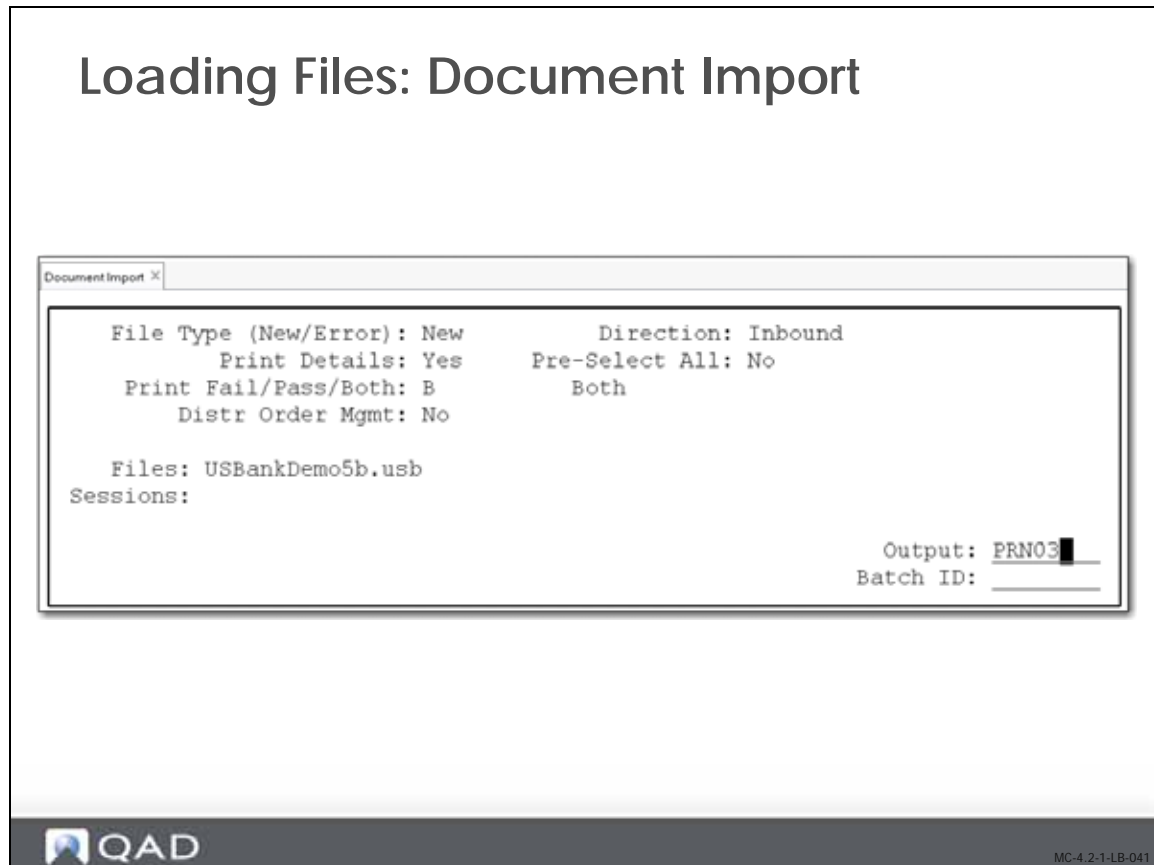 Loading Files: Document Import
Document Import X
File Type (New/Error): New Direction: Inbound
Print Details: Yes Pre-Select All: No
Print Fail/Pass/Both: B Both
Distr Order Mgmt: No
Files: USBankDemo5b.usb
Sessions:
Output: PRN03
Batch ID:
QAD
MC-4.2-1-LB-041